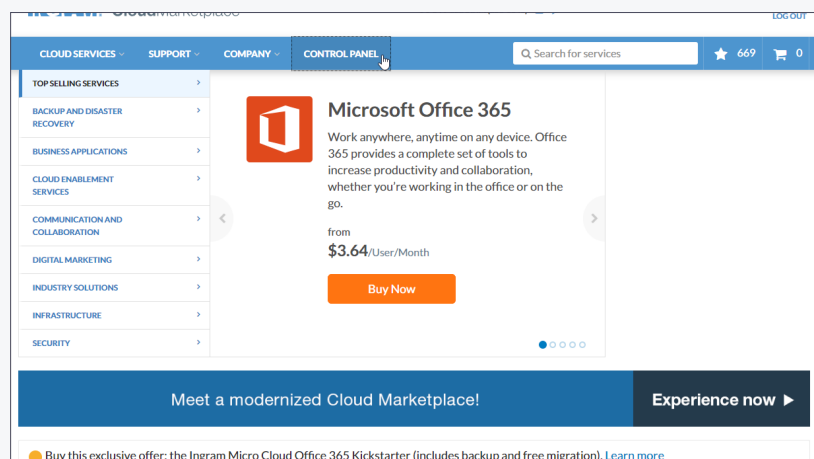 CloudMarketplace
LOG OUT
CLOUD SERVICES SUPPORT COMPANY CONTROL PANEL Search for services 669 0
TOP SELLING SERVICES
BACKUP AND DISASTER
RECOVERY
BUSINESS APPLICATIONS
CLOUD ENABLEMENT
SERVICES
COMMUNICATION AND
COLLABORATION
DIGITAL MARKETING
INDUSTRY SOLUTIONS
INFRASTRUCTURE
SECURITY
Microsoft Office 365
Work anywhere, anytime on any device. Office
365 provides a complete set of tools to
increase productivity and collaboration,
whether you're working in the office or on the
go.
from
$3.64/User/Month
Buy Now
Meet a modernized Cloud Marketplace! Experience now
Buy this exclusive offer: the Ingram Micro Cloud Office 365 Kickstarter (includes backup and free migration). Learn more